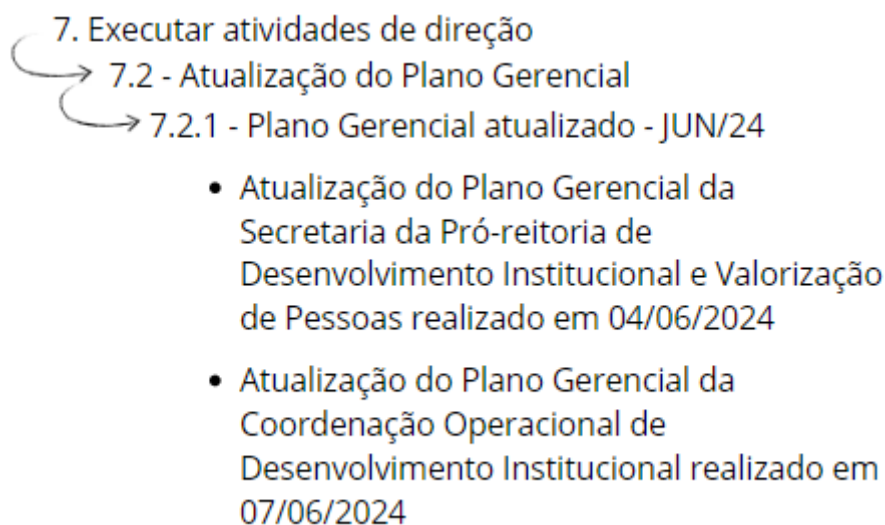 7. Executar atividades de direção
7.2 - Atualização do Plano Gerencial
7.2.1 - Plano Gerencial atualizado - JUN/24
• Atualização do Plano Gerencial da
Secretaria da Pró-reitoria de
Desenvolvimento Institucional e Valorização
de Pessoas realizado em 04/06/2024
• Atualização do Plano Gerencial da
Coordenação Operacional de
Desenvolvimento Institucional realizado em
07/06/2024